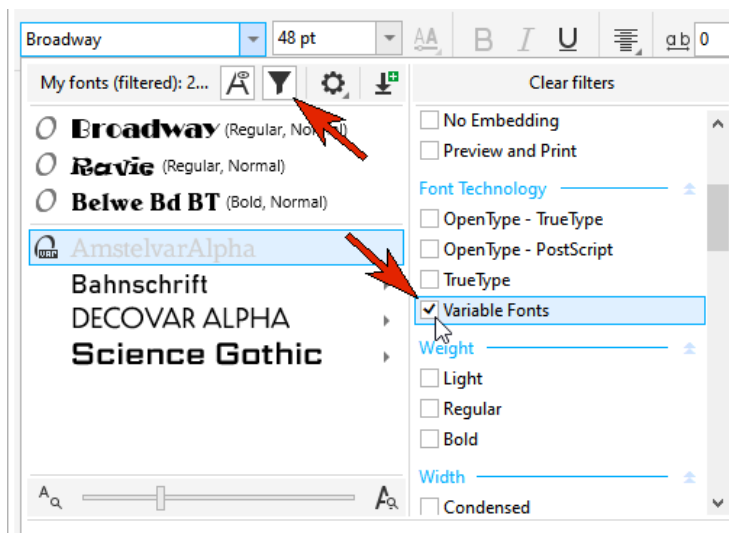 Broadway 48 pt AA B I U ab 0
My fonts (filtered): 2... Clear filters
Broadway (Regular, Normal)
Ravie (Regular, Normal)
Belwe Bd BT (Bold, Normal)
VAR AmstelvarAlpha
Bahnschrift
DECOVAR ALPHA
Science Gothic
No Embedding
Preview and Print
Font Technology
OpenType - TrueType
OpenType - PostScript
TrueType
Variable Fonts
Weight
Light
Regular
Bold
Width
Condensed